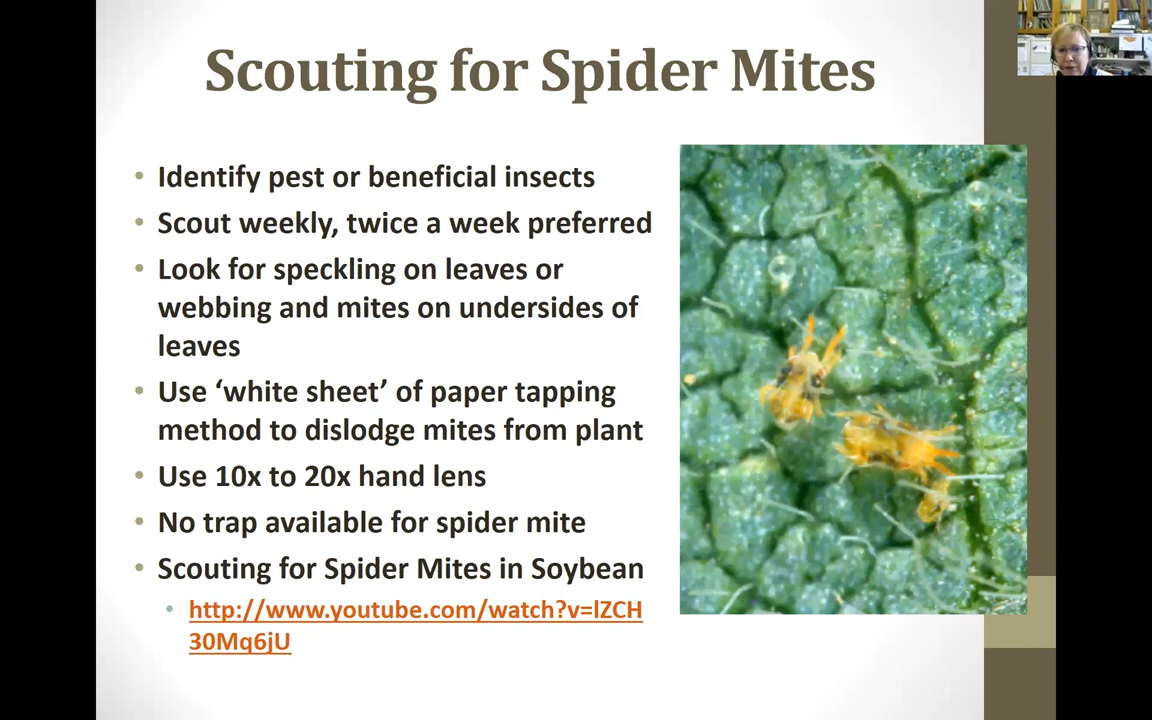 Scouting for Spider Mites
• Identify pest or beneficial insects
• Scout weekly, twice a week preferred
• Look for speckling on leaves or
webbing and mites on undersides of
leaves
• Use ‘white sheet’ of paper tapping
method to dislodge mites from plant
• Use 10x to 20x hand lens
• No trap available for spider mite
• Scouting for Spider Mites in Soybean
• http://www.youtube.com/watch?v=lZCH
30Mq6jU